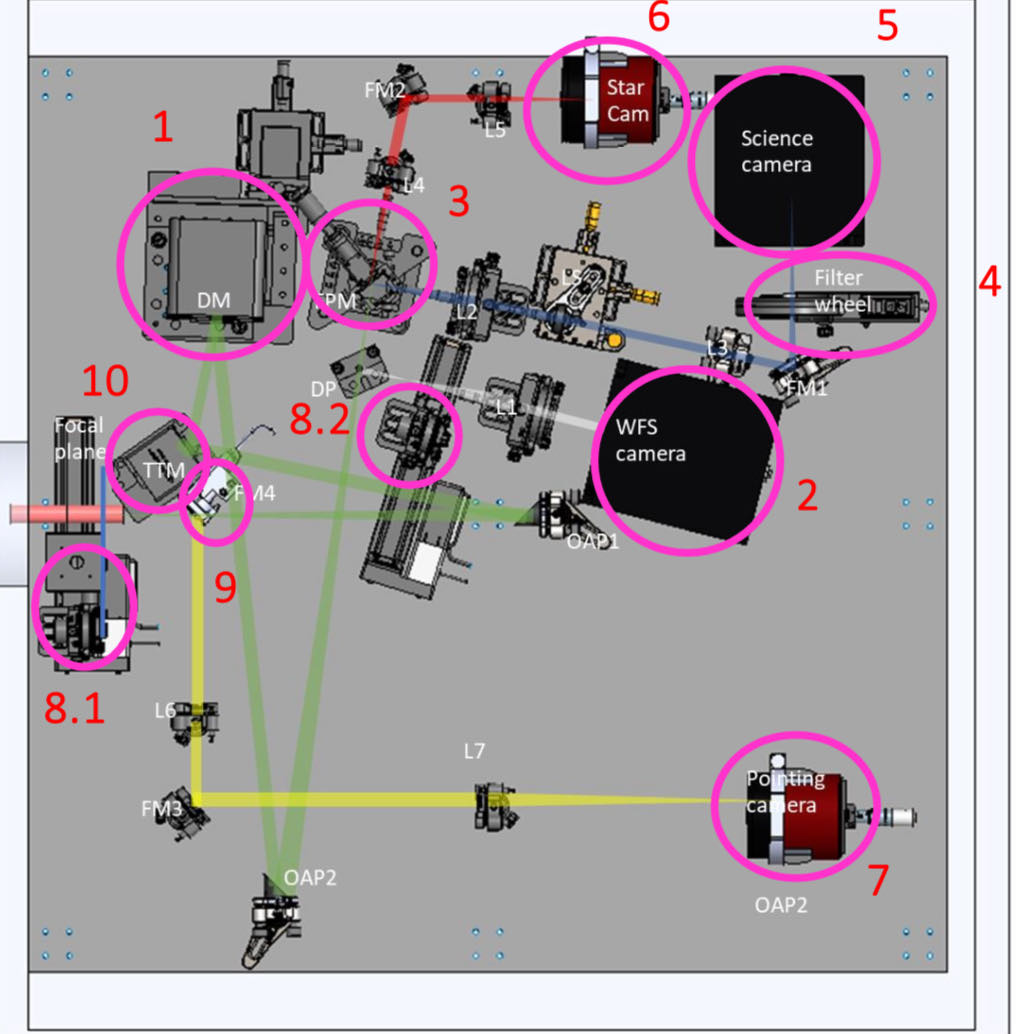 6
5
FM2
Star
Cam
L5
1
Science
camera
L4
3
Filter
wheel
4
LS
DM
FPM
L2
L3
FM1
DP
10
8.2
L1
WFS
camera
Focal
plane
TTM
FM4
2
OAP1
9
8.1
L6
L7
FM3
Pointing
camera
OAP2
7
OAP2